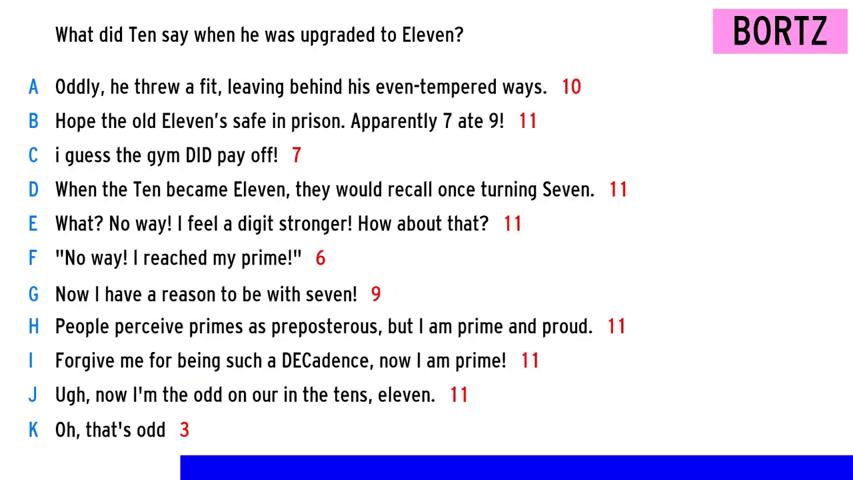 What did Ten say when he was upgraded to Eleven?
BORTZ
A Oddly, he threw a fit, leaving behind his even-tempered ways. 10
B Hope the old Eleven's safe in prison. Apparently 7 ate 9! 11
C i guess the gym DID pay off! 7
D When the Ten became Eleven, they would recall once turning Seven. 11
E What? No way! I feel a digit stronger! How about that? 11
F "No way! I reached my prime!" 6
G Now I have a reason to be with seven! 9
H People perceive primes as preposterous, but I am prime and proud. 11
I Forgive me for being such a DECadence, now I am prime! 11
J Ugh, now I'm the odd on our in the tens, eleven. 11
K Oh, that's odd 3